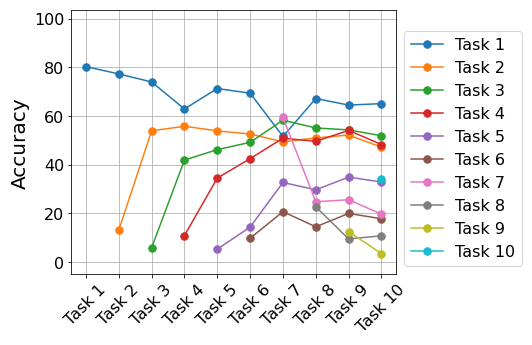 100
80
60
40
20
0
Accuracy
Task 1
Task 2
Task 3
Task 4
Task 5
Task 6
Task 7
Task 8
Task 9
Task 10
Task 1
Task 2
Task 3
Task 4
Task 5
Task 6
Task 7
Task 8
Task 9
Task 10